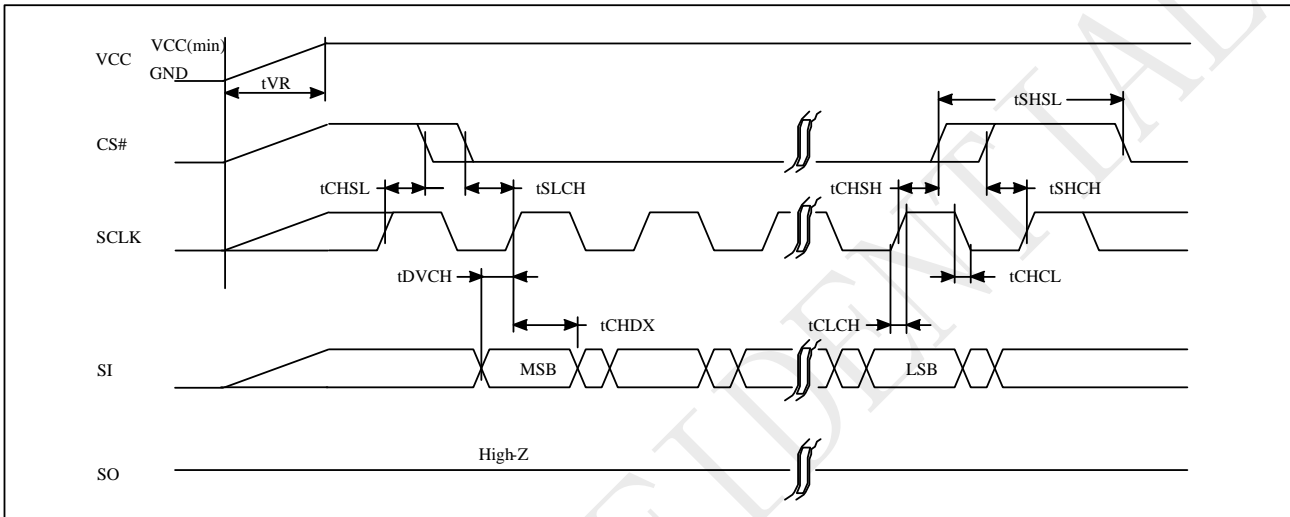 VCC(min)
VCC
GND
tVR
tSHSL
CS#
tCHSL
tSLCH
tCHSH
tSHCH
SCLK
tDVCH
tCHCL
tCHDX
tCLCH
SI
MSB
LSB
High-Z
SO
IDENTIAL